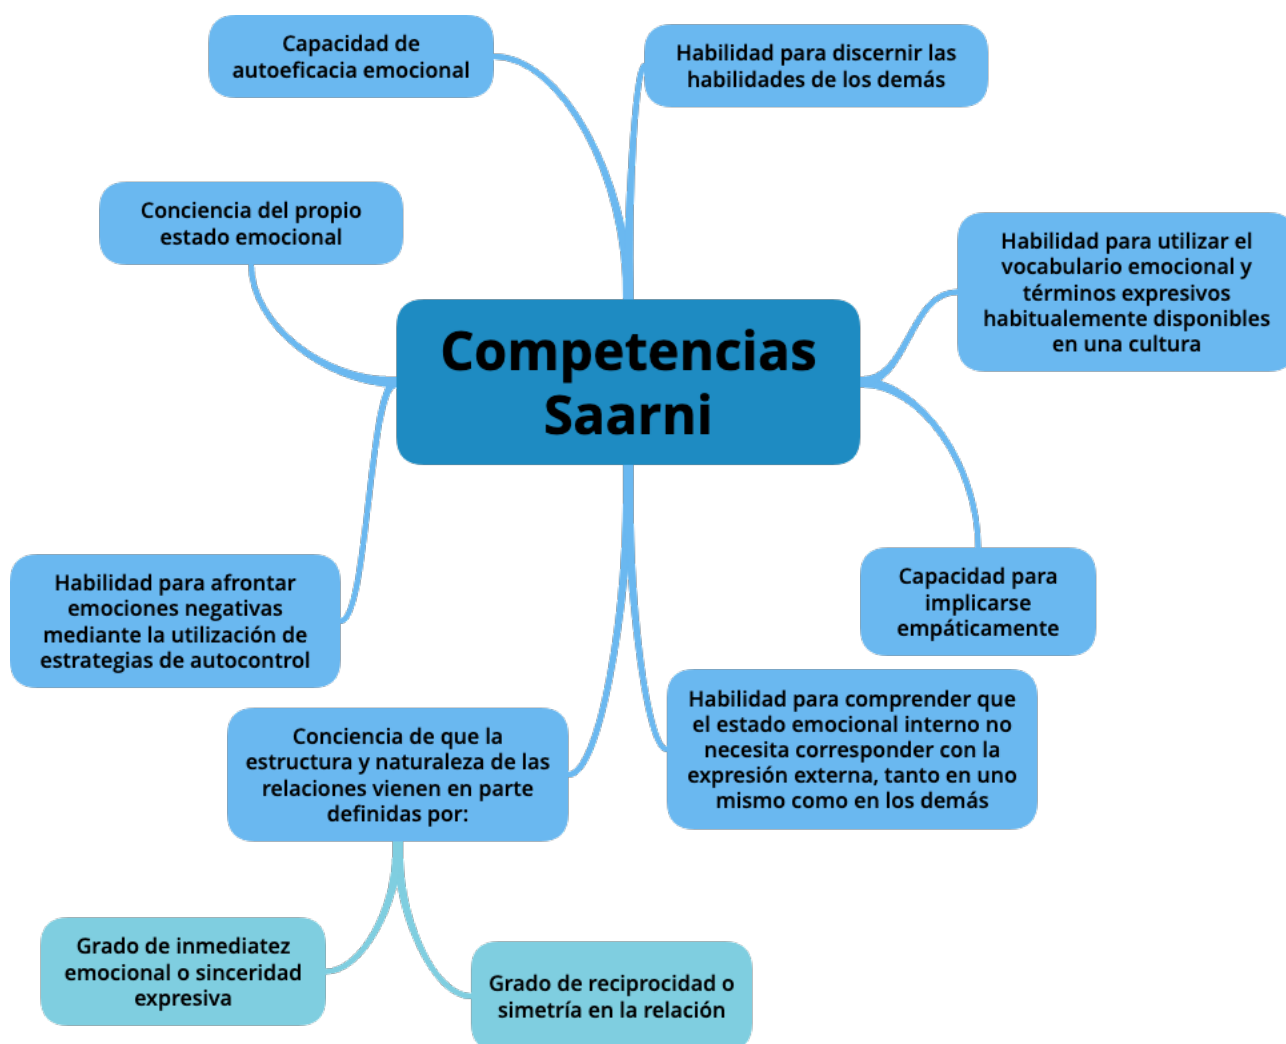 Capacidad de
autoeficacia emocional
Habilidad para discernir las
habilidades de los demás
Conciencia del propio
estado emocional
Habilidad para utilizar el
vocabulario emocional y
términos expresivos
habitualemente disponibles
en una cultura
Competencias
Saarni
Habilidad para afrontar
emociones negativas
mediante la utilización de
estrategias de autocontrol
Capacidad para
implicarse
empáticamente
Conciencia de que la
estructura y naturaleza de las
relaciones vienen en parte
definidas por:
Habilidad para comprender que
el estado emocional interno no
necesita corresponder con la
expresión externa, tanto en uno
mismo como en los demás
Grado de inmediatez
emocional o sinceridad
expresiva
Grado de reciprocidad o
simetría en la relación